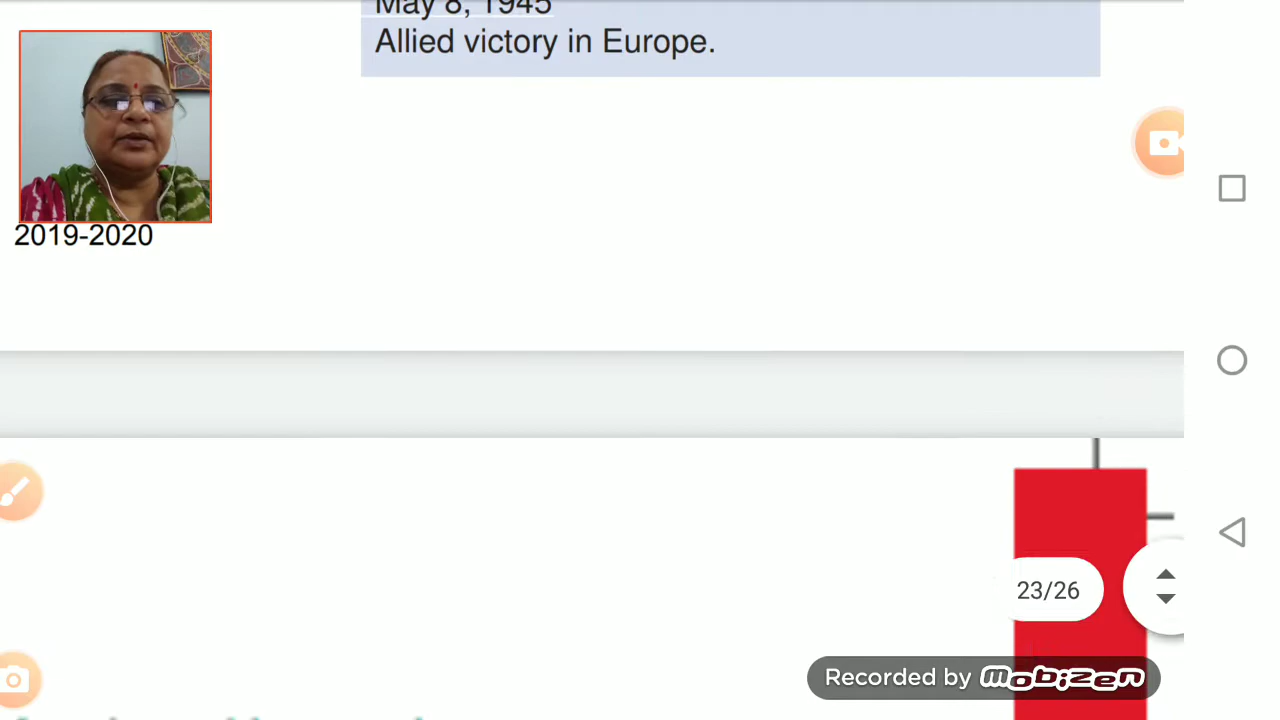 May 8, 1945
Allied victory in Europe.
2019-2020
23/26
Recorded by mobizen